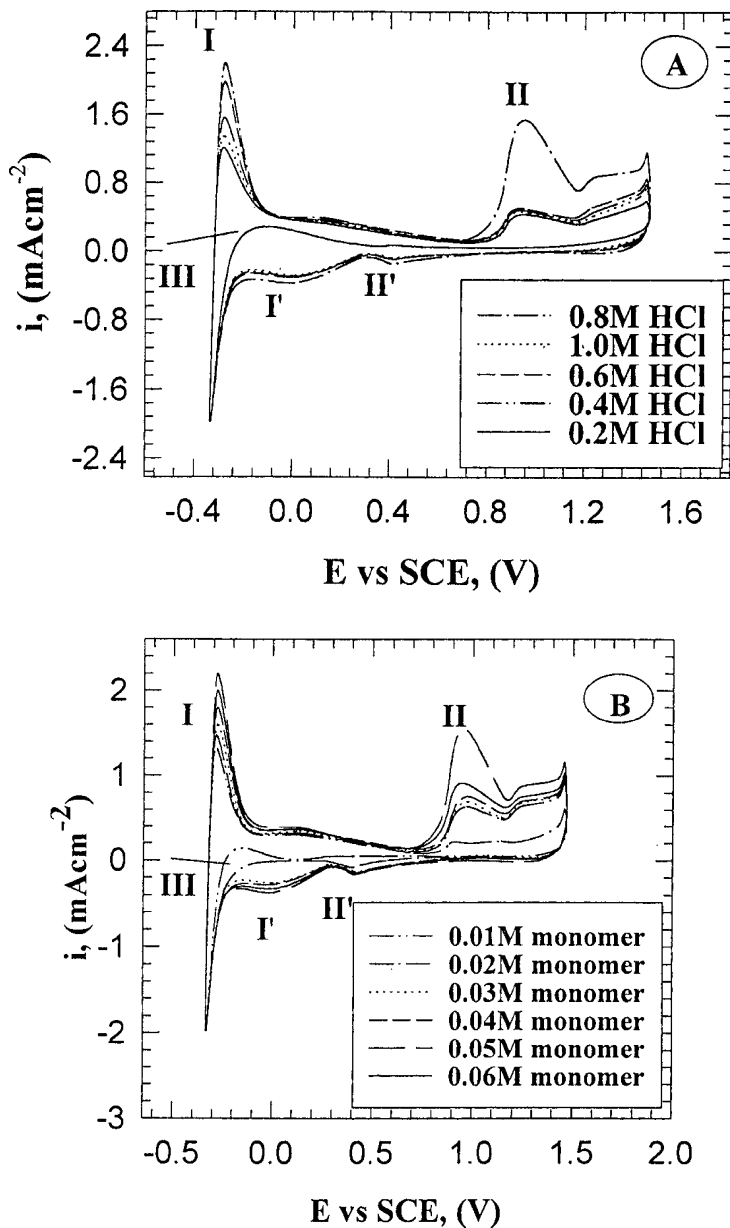 2.4
1.6
0.8
0.0
-0.8
-1.6
-2.4
i, (mAcm-2)
I
II
A
III
I'
II'
0.8M HCl
1.0M HCl
0.6M HCl
0.4M HCl
0.2M HCl
-0.4 0.0 0.4 0.8 1.2 1.6
E vs SCE, (V)
2
1
0
-1
-2
-3
i, (mAcm-2)
I
II
B
III
I'
II'
0.01M monomer
0.02M monomer
0.03M monomer
0.04M monomer
0.05M monomer
0.06M monomer
-0.5 0.0 0.5 1.0 1.5 2.0
E vs SCE, (V)